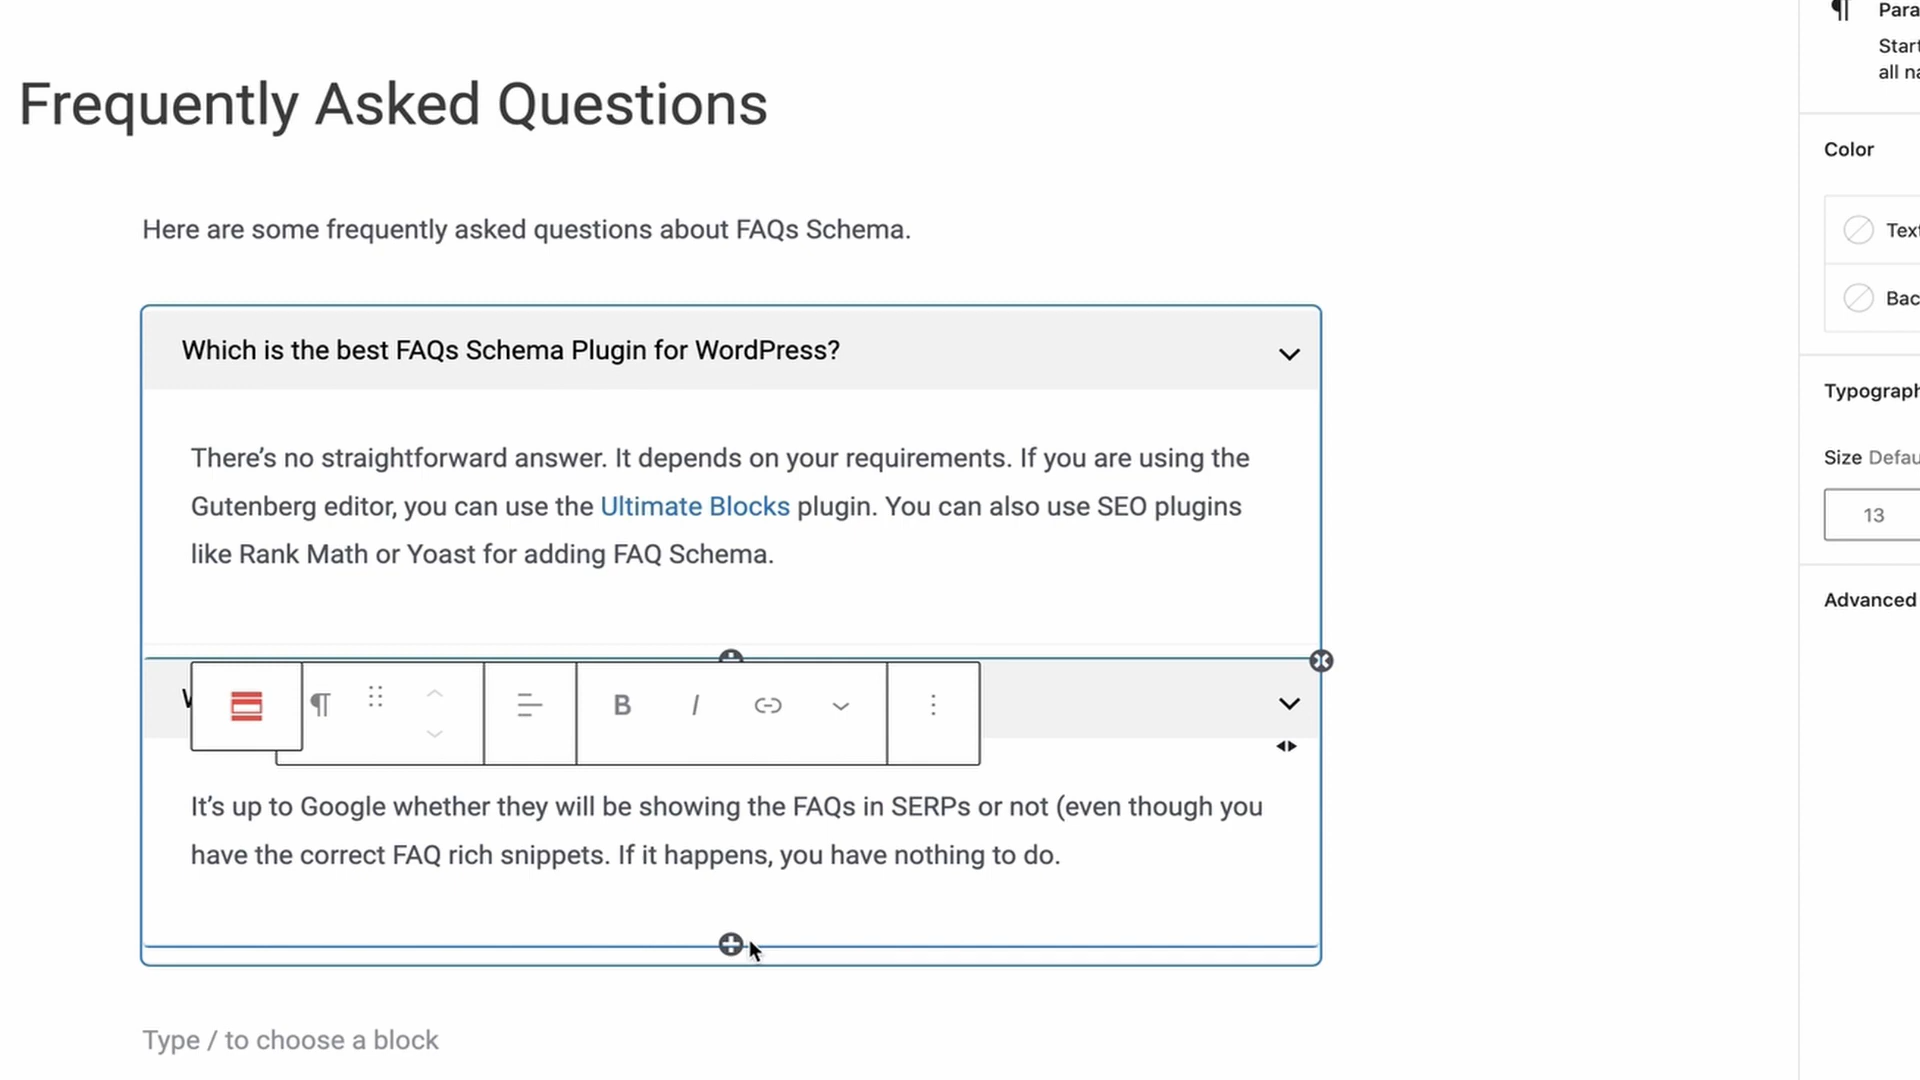 Frequently Asked Questions
Here are some frequently asked questions about FAQs Schema.
Which is the best FAQs Schema Plugin for WordPress?
There’s no straightforward answer. It depends on your requirements. If you are using the
Gutenberg editor, you can use the Ultimate Blocks plugin. You can also use SEO plugins
like Rank Math or Yoast for adding FAQ Schema.
B I
It’s up to Google whether they will be showing the FAQs in SERPs or not (even though you
have the correct FAQ rich snippets. If it happens, you have nothing to do.
Type / to choose a block
Color
Size
13
Advanced